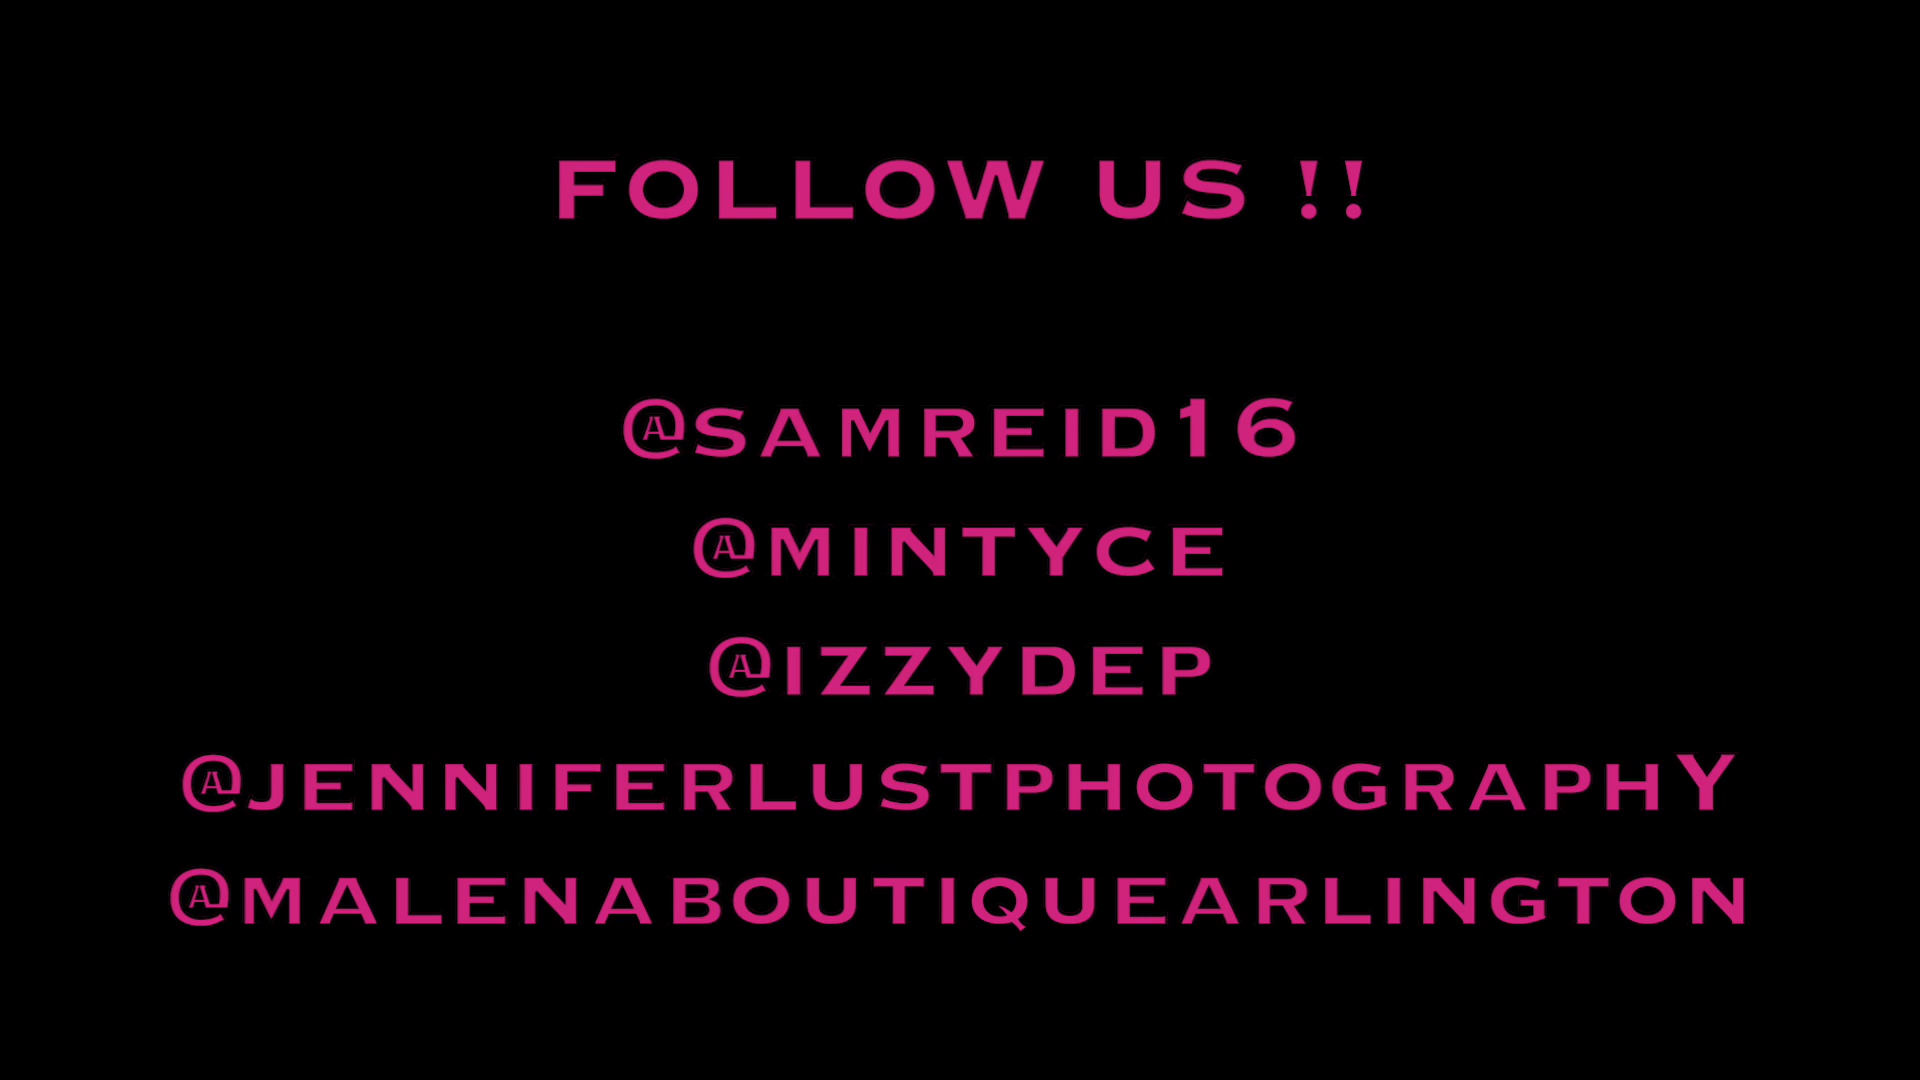 FOLLOW US !!
@SAMREID16
@MINTYCE
@IZZYDEP
@JENNIFERLUSTPHOTOGRAPHY
@MALENABOUTIQUEARLINGTON